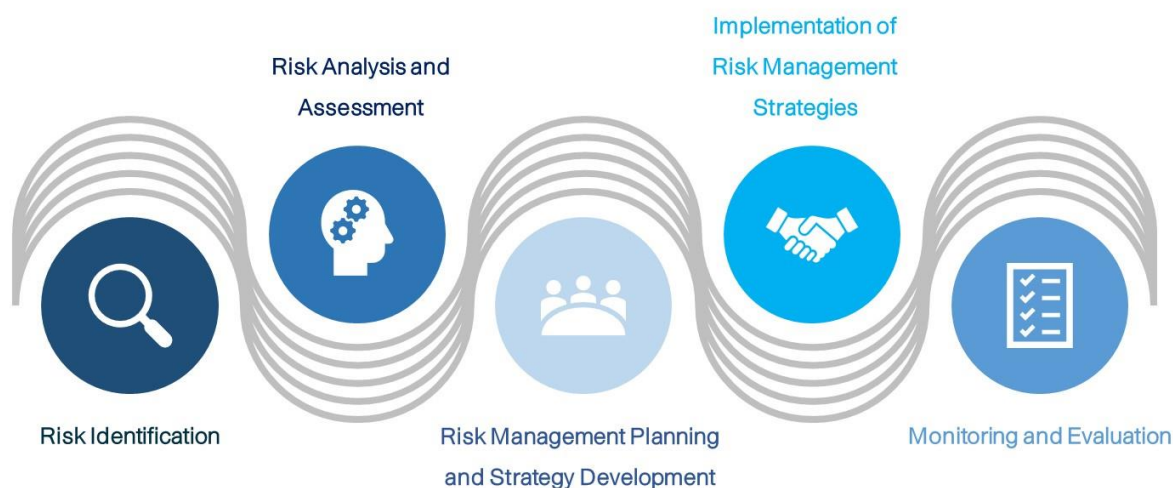 Risk Identification
Risk Analysis and
Assessment
Risk Management Planning
and Strategy Development
Implementation of
Risk Management
Strategies
Monitoring and Evaluation